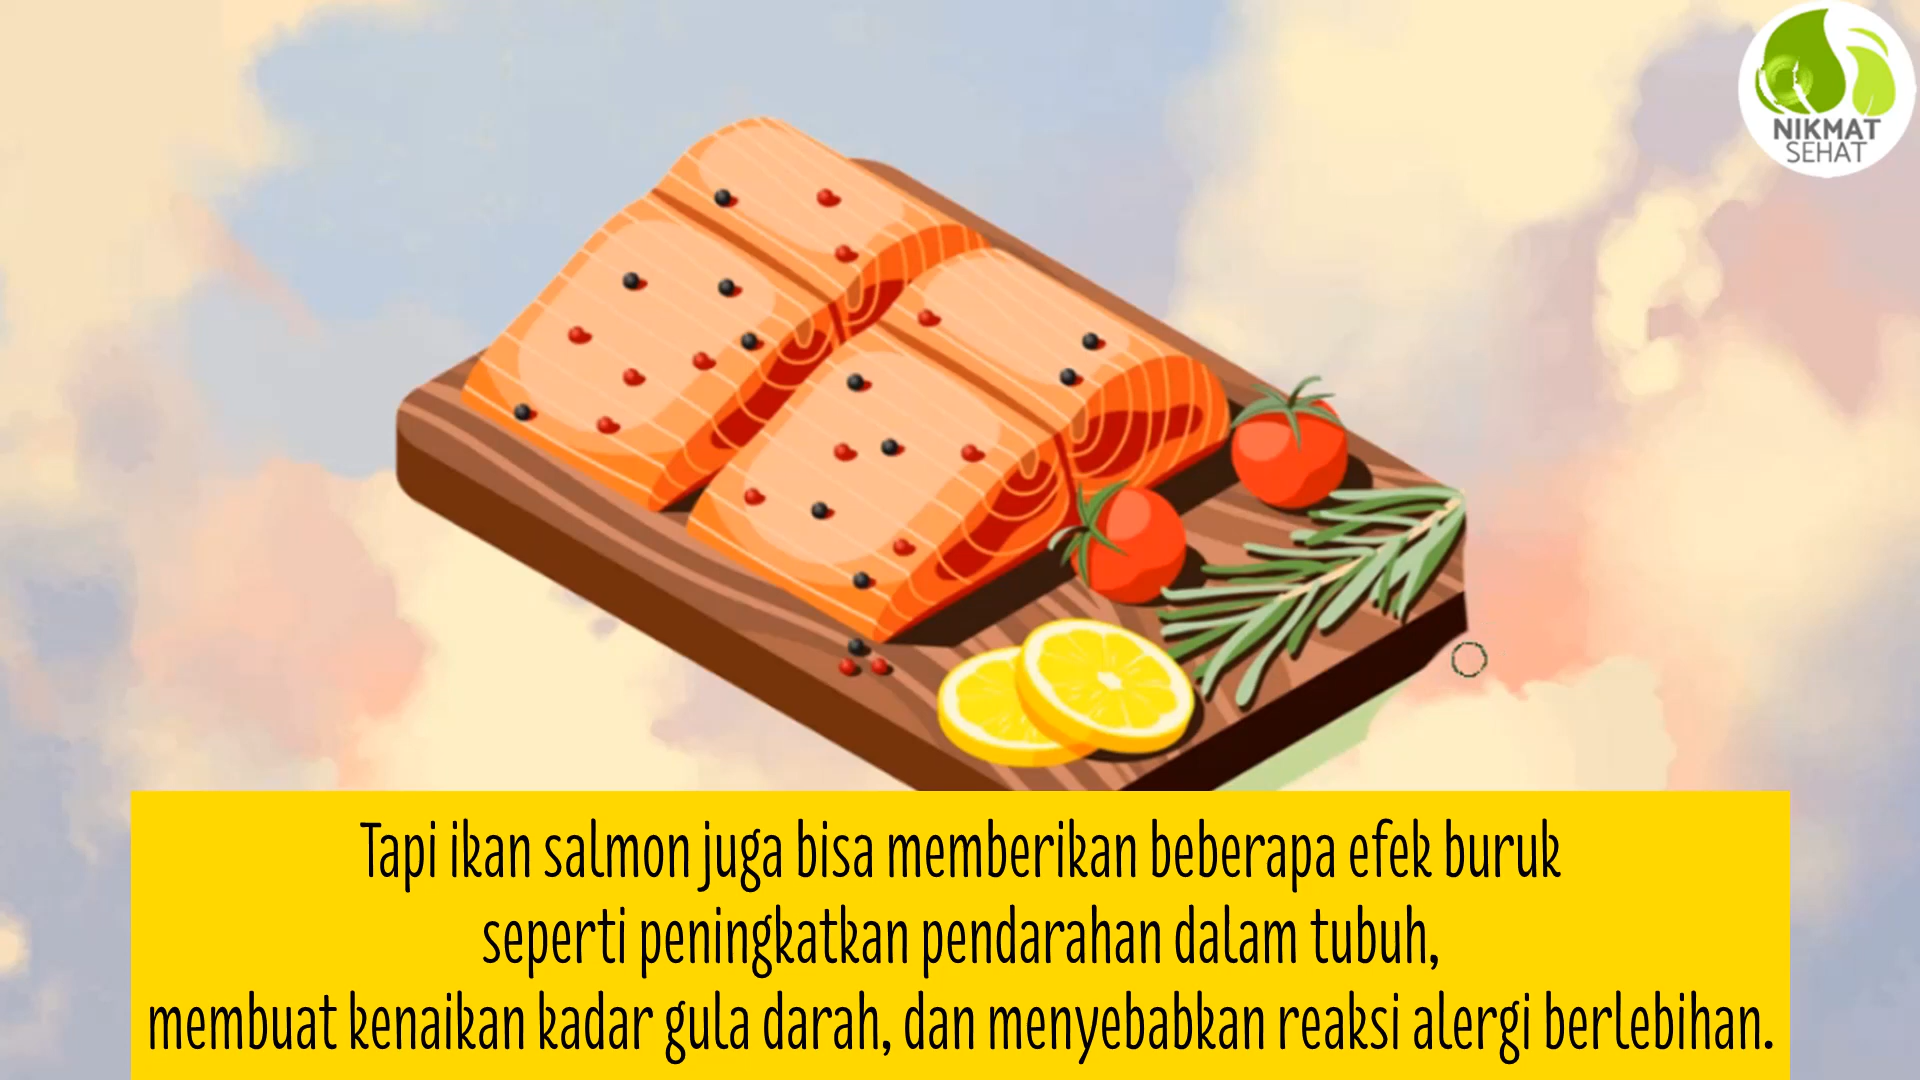 NIKMAT
SEHAT
Tapi ikan salmon juga bisa memberikan beberapa efek buruk
seperti peningkatkan pendarahan dalam tubuh,
membuat kenaikan kadar gula darah, dan menyebabkan reaksi alergi berlebihan.